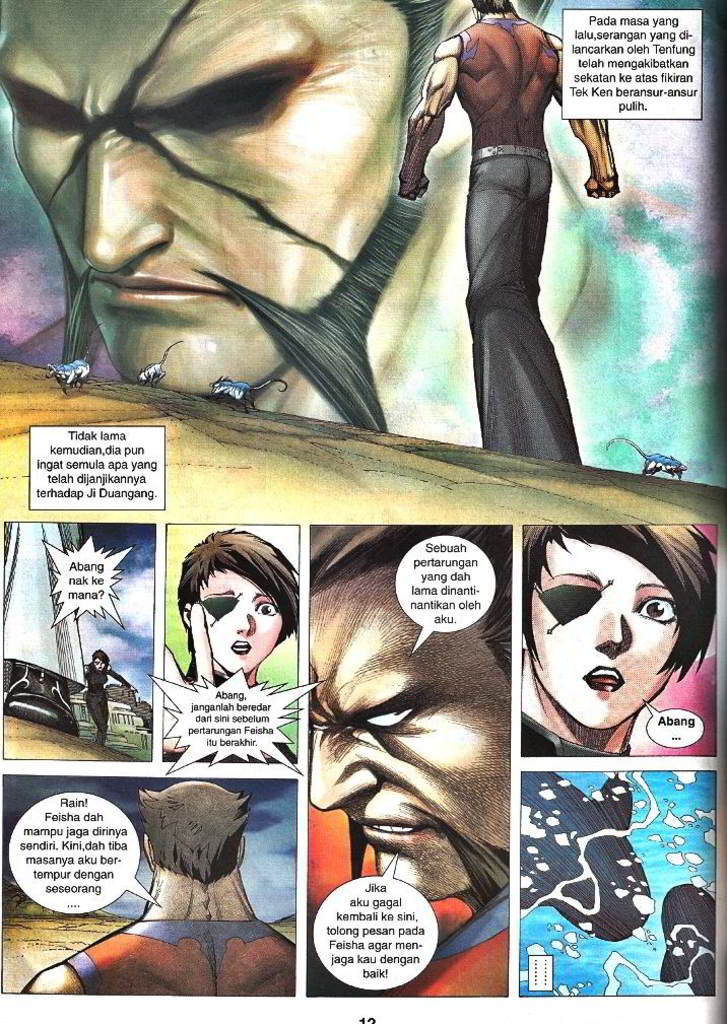 Pada masa yang
lalu,serangan yang di-
lancarkan oleh Tenfung
telah mengakibatkan
sekatan ke atas fikiran
Tek Ken beransur-ansur
pulih.
Tidak lama
kemudian,dia pun
ingat semula apa yang
telah dijanjikannya
terhadap Ji Duangang.
Abang
nak ke
mana?
Abang,
janganlah beredar
dari sini sebelum
pertarungan Feisha
itu berakhir.
Sebuah
pertarungan
yang dah
lama dinanti-
nantikan oleh
aku.
Abang
...
Rain!
Feisha dah
mampu jaga dirinya
sendiri. Kini,dah tiba
masanya aku ber-
tempur dengan
seseorang
....
Jika
aku gagal
kembali ke sini,
tolong pesan pada
Feisha agar men-
jaga kau dengan
baik!
12